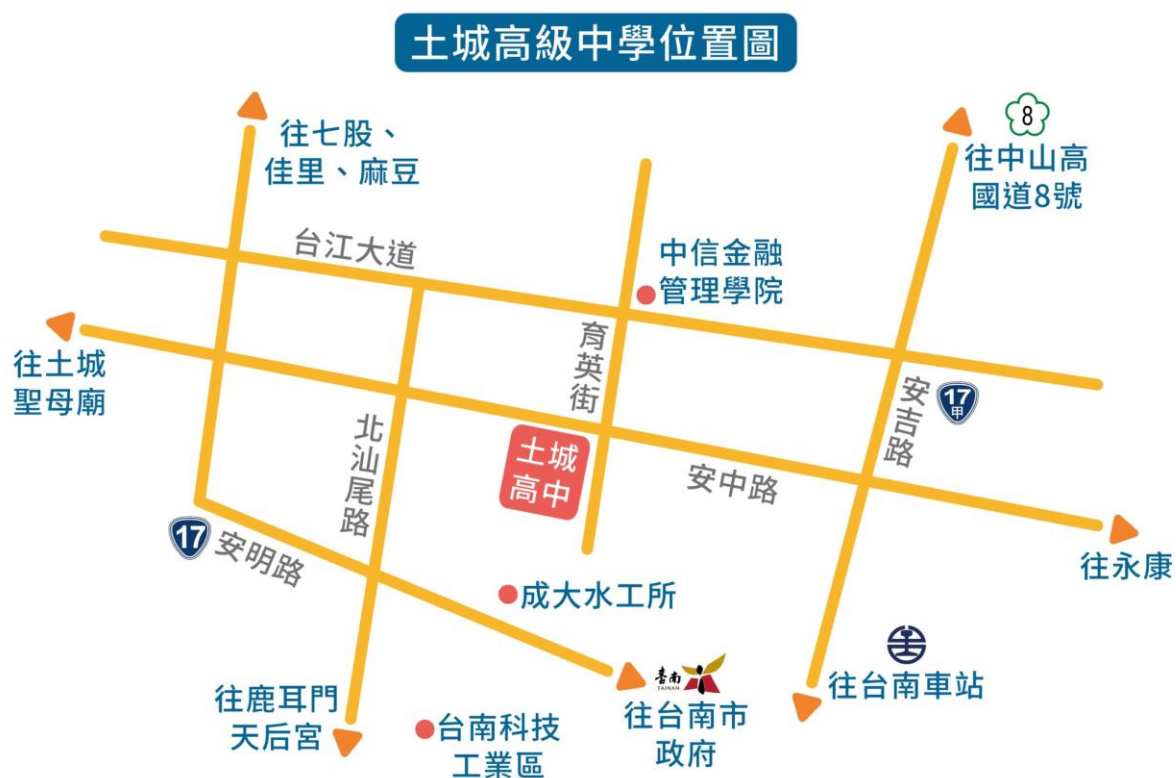 土城高級中學位置圖
往七股、
佳里、麻豆
8
往中山高
國道8號
台江大道
中信金融
管理學院
往土城
聖母廟
育英街
安吉路
17
甲
北汕尾路
土城
高中
安中路
17
安明路
往永康
成大水工所
臺南
TAINAN
往台南車站
往鹿耳門
天后宮
往台南市
政府
台南科技
工業區